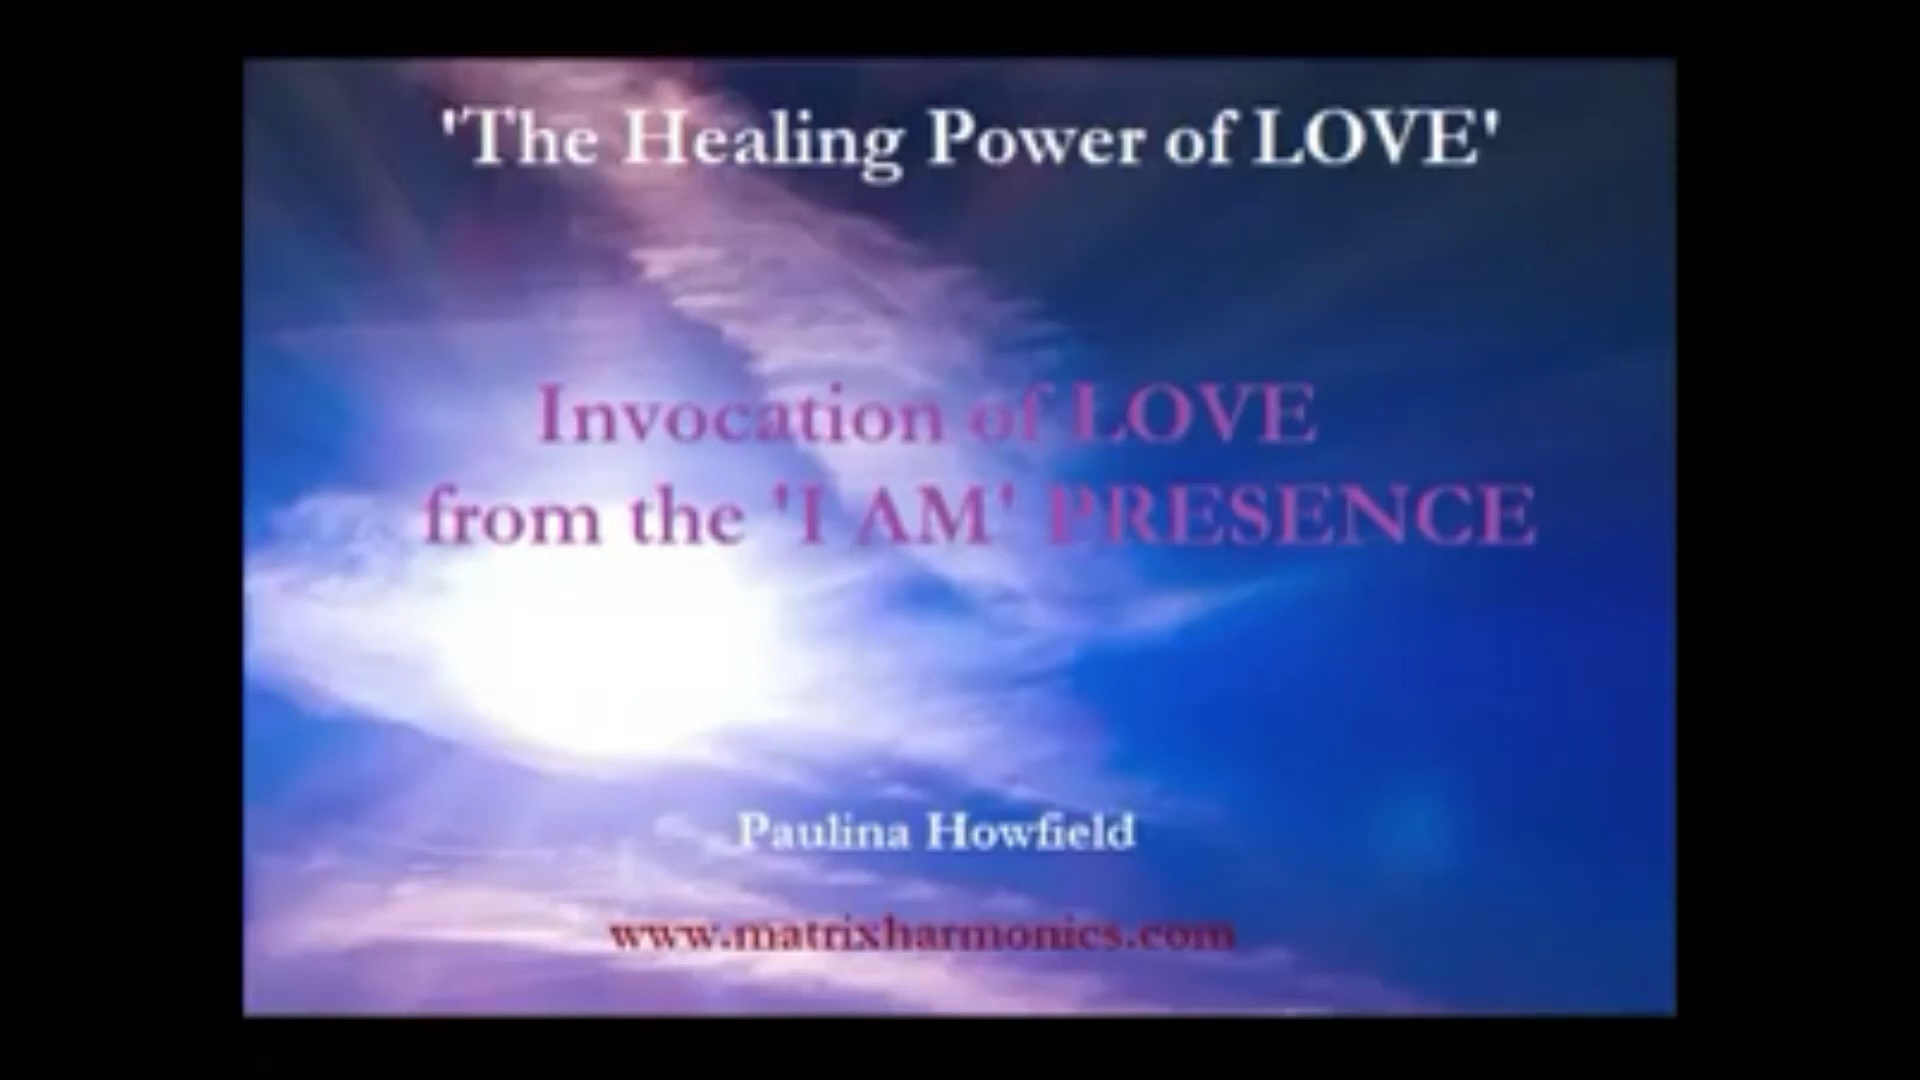 'The Healing Power of LOVE'
Invocation of LOVE
from the 'I AM' PRESENCE
Paulina Howfield
www.matrixharmonics.com